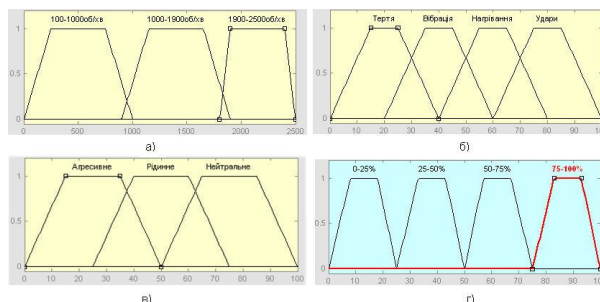 100-1000об/хв 1000-1900об/хв 1900-2500об/хв
1
0.5
0
0 500 1000 1500 2000 2500
а)
Тертя Вібрація Нагрівання Удари
1
0.5
0
0 10 20 30 40 50 60 70 80 90 100
б)
Агресивне Рідинне Нейтральне
1
0.5
0
0 10 20 30 40 50 60 70 80 90 100
в)
0-25% 25-50% 50-75% 75-100%
1
0.5
0
0 10 20 30 40 50 60 70 80 90 100
г)